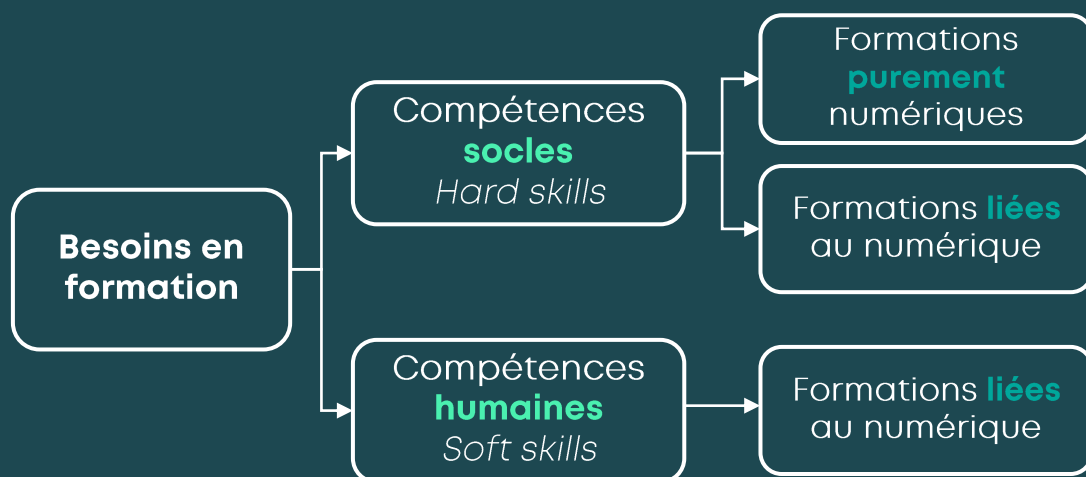 Besoins en
formation
Compétences
socles
Hard skills
Formations
purement
numériques
Formations liées
au numérique
Compétences
humaines
Soft skills
Formations liées
au numérique